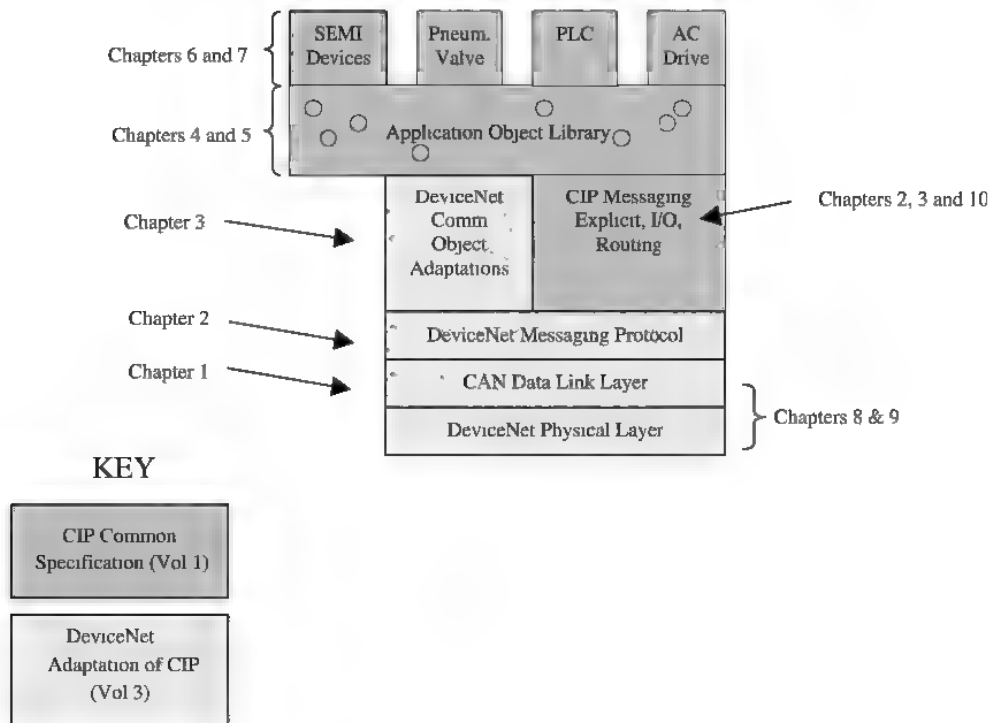 Chapters 6 and 7
SEMI
Devices
Pneum.
Valve
PLC
AC
Drive
Chapters 4 and 5
Application Object Library
Chapter 3
DeviceNet
Comm
Object
Adaptations
CIP Messaging
Explicit, I/O,
Routing
Chapters 2, 3 and 10
Chapter 2
DeviceNet Messaging Protocol
Chapter 1
CAN Data Link Layer
DeviceNet Physical Layer
Chapters 8 & 9
KEY
CIP Common
Specification (Vol 1)
DeviceNet
Adaptation of CIP
(Vol 3)